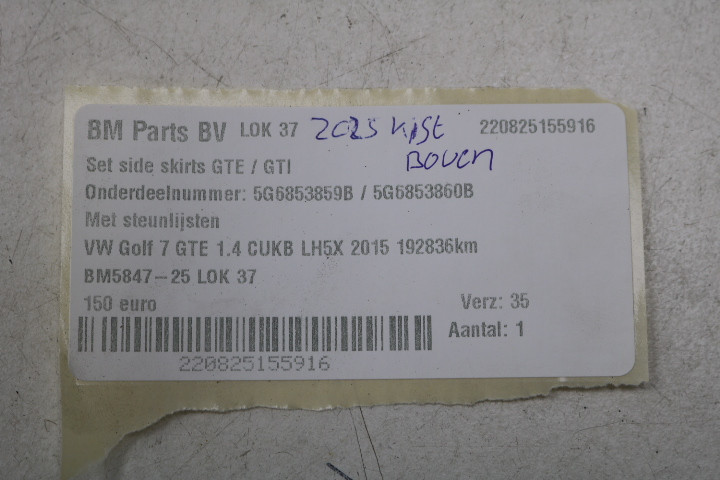 BM Parts BV LOK 37 2025 kist 220825155916
Boven
Set side skirts GTE / GTI
Onderdeelnummer: 5G6853859B / 5G6853860B
Met steunlijsten
VW Golf 7 GTE 1.4 CUKB LH5X 2015 192836km
BM5847-25 LOK 37
150 euro Verz: 35
Aantal: 1
220825155916